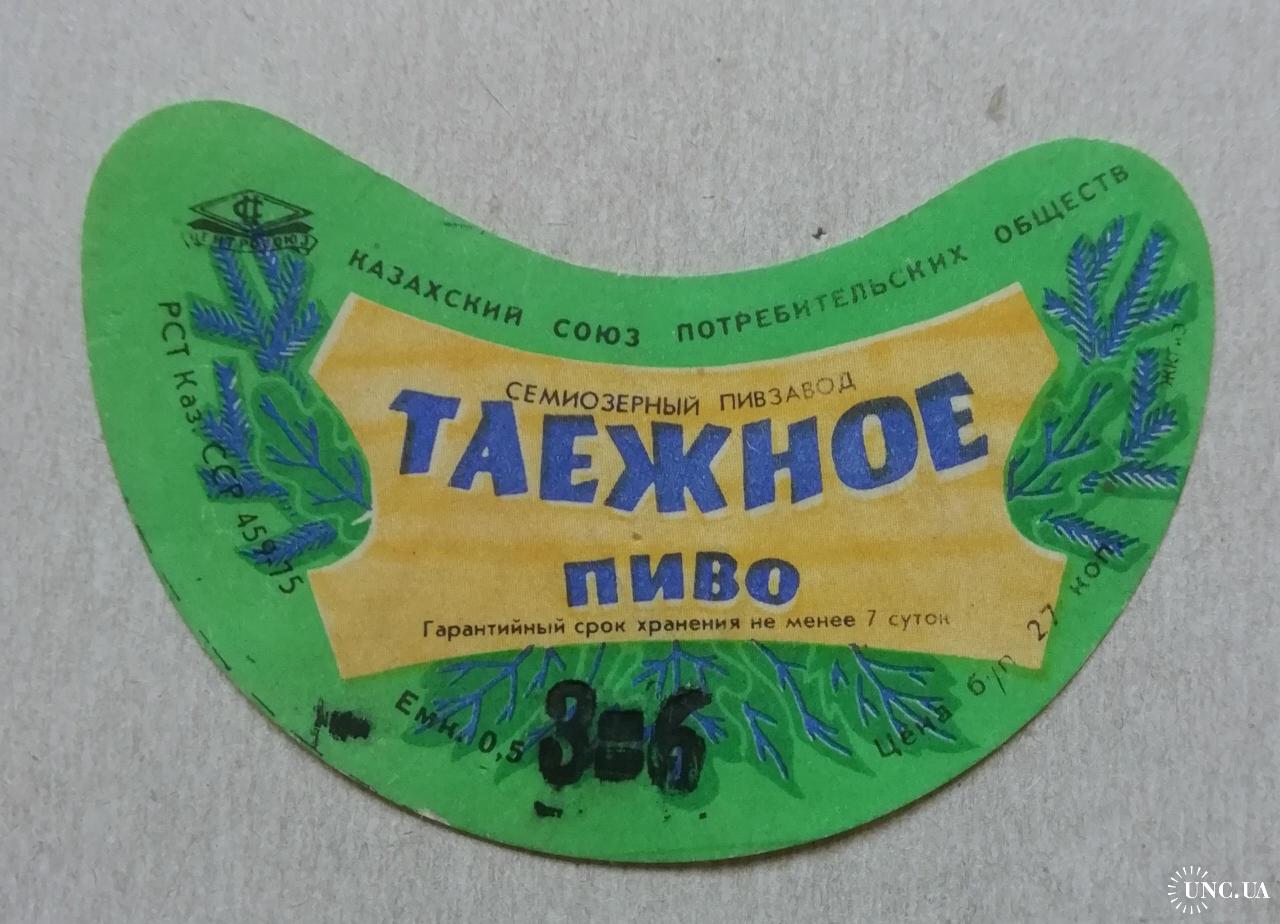 ЦЕНТРОСОЮЗ
КАЗАХСКИЙ СОЮЗ ПОТРЕБИТЕЛЬСКИХ ОБЩЕСТВ
РСТ КазССР 459-75
СЕМИОЗЕРНЫЙ ПИВЗАВОД
ТАЕЖНОЕ
ПИВО
Гарантийный срок хранения не менее 7 суток
Емк. 0,5
3=6
Цена б/п 27 коп
UNC.UA